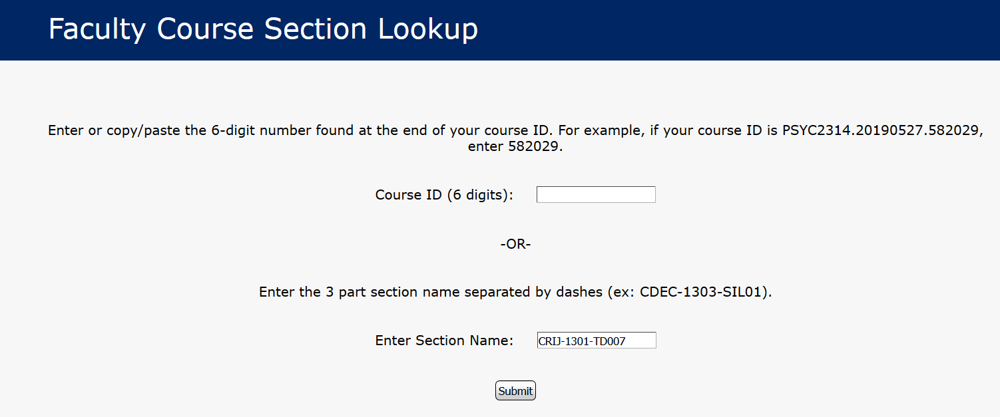 Faculty Course Section Lookup
Enter or copy/paste the 6-digit number found at the end of your course ID. For example, if your course ID is PSYC2314.20190527.582029,
enter 582029.
Course ID (6 digits):
-OR-
Enter the 3 part section name separated by dashes (ex: CDEC-1303-SIL01).
Enter Section Name: CRIJ-1301-TD007
Submit